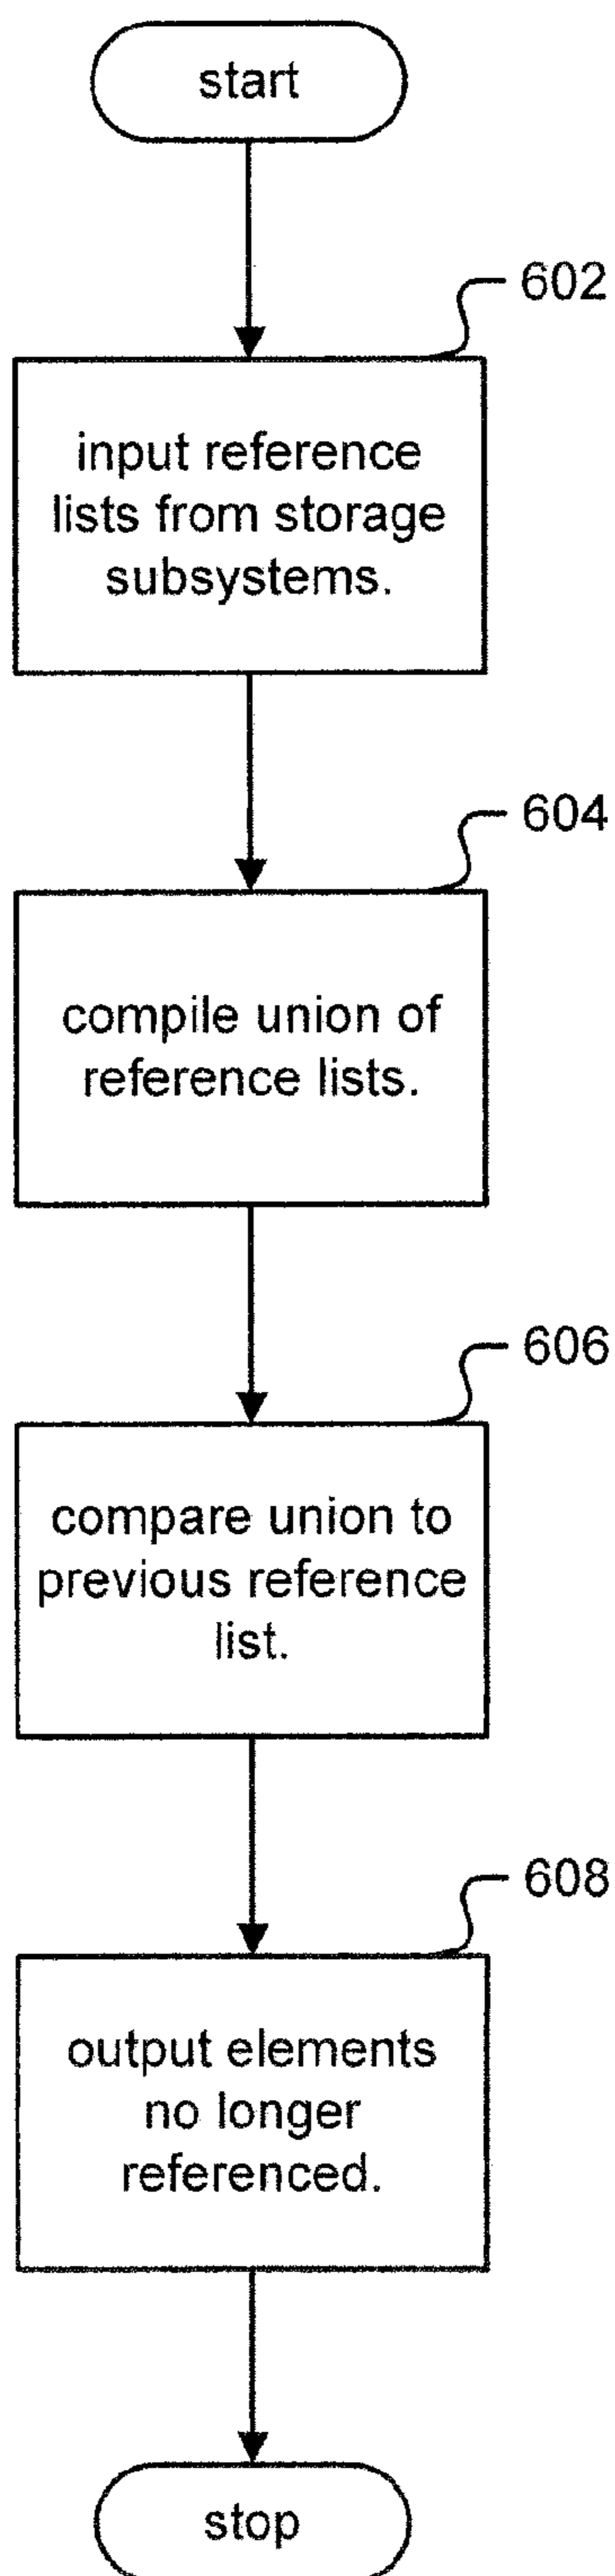 start
602
input reference
lists from storage
subsystems.
604
compile union of
reference lists.
606
compare union to
previous reference
list.
608
output elements
no longer
referenced.
stop